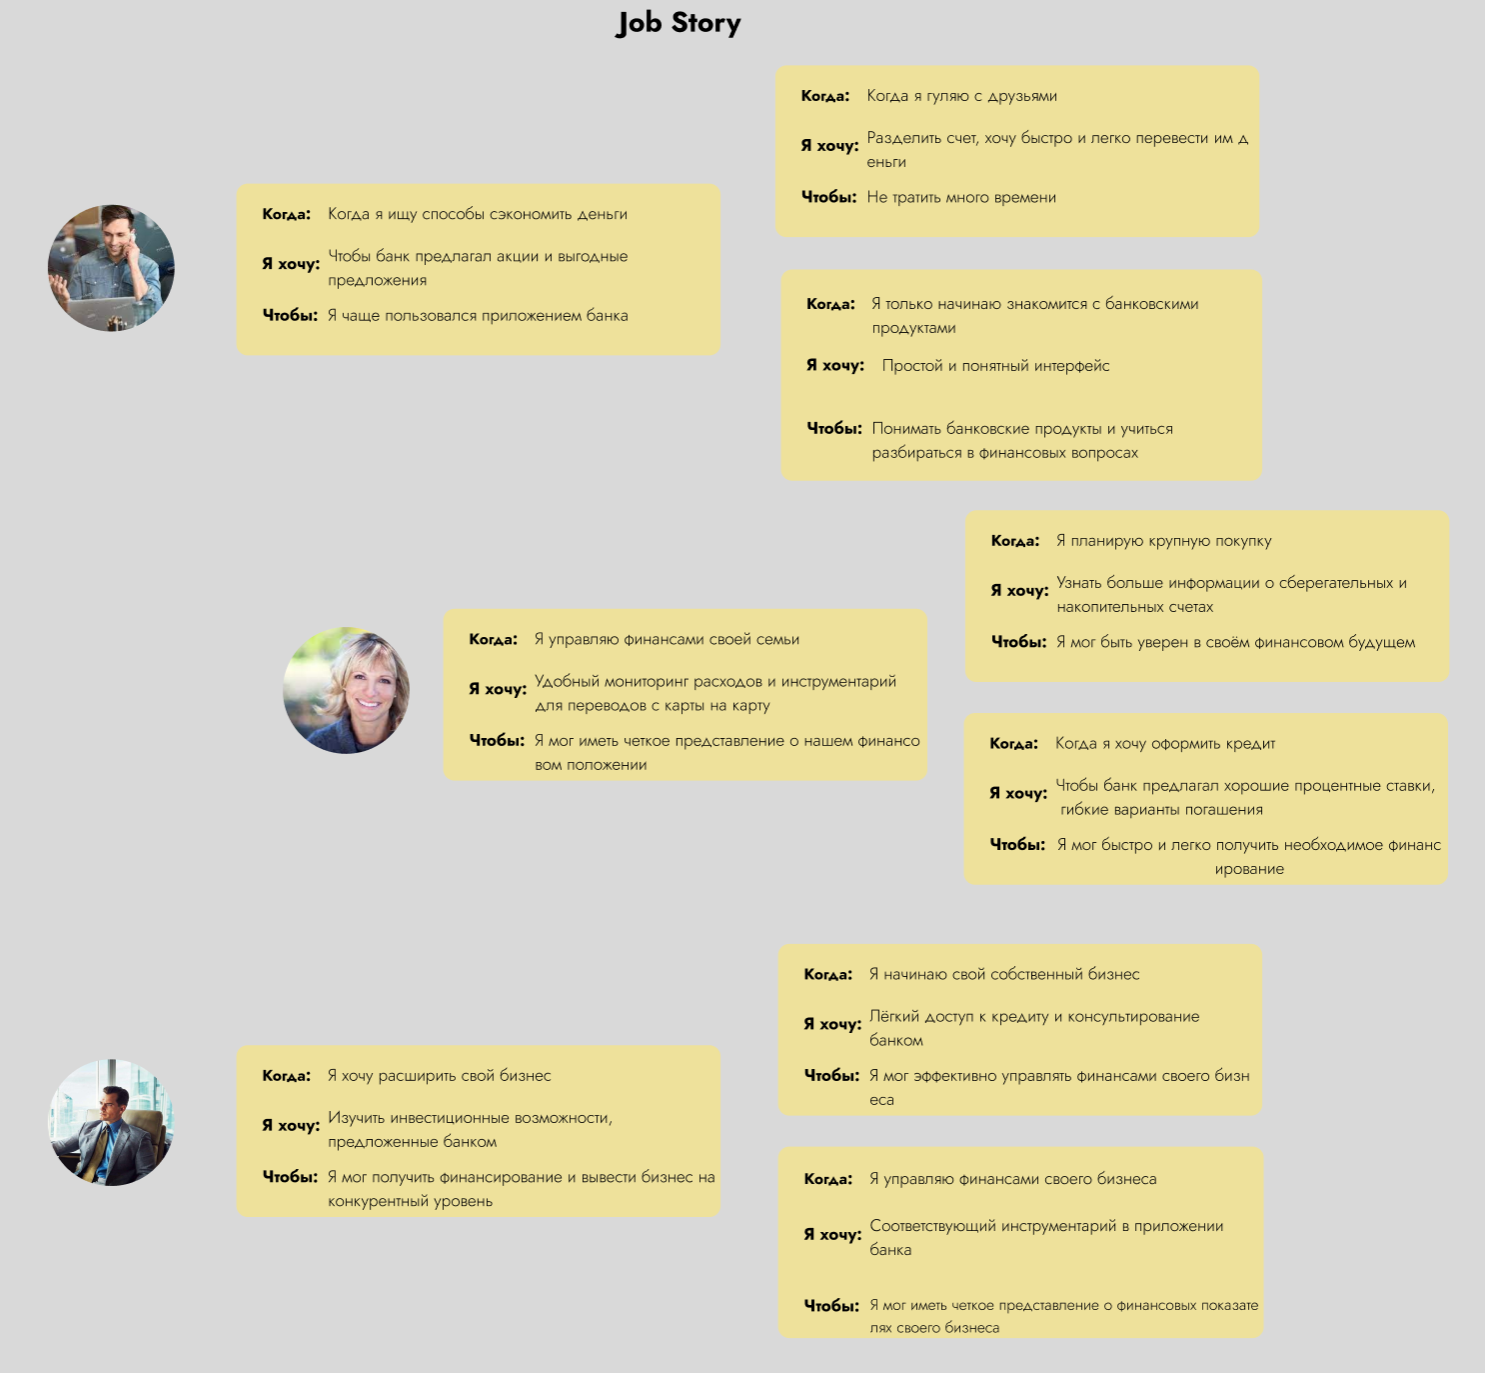 Job Story
Когда: Когда я ищу способы сэкономить деньги
Я хочу: Чтобы банк предлагал акции и выгодные
предложения
Чтобы: Я чаще пользовался приложением банка
Когда: Когда я гуляю с друзьями
Я хочу: Разделить счет, хочу быстро и легко перевести им д
еньги
Чтобы: Не тратить много времени
Когда: Я только начинаю знакомится с банковскими
продуктами
Я хочу: Простой и понятный интерфейс
Чтобы: Понимать банковские продукты и учиться
разбираться в финансовых вопросах
Когда: Я управляю финансами своей семьи
Я хочу: Удобный мониторинг расходов и инструментарий
для переводов с карты на карту
Чтобы: Я мог иметь четкое представление о нашем финансо
вом положении
Когда: Я планирую крупную покупку
Я хочу: Узнать больше информации о сберегательных и
накопительных счетах
Чтобы: Я мог быть уверен в своём финансовом будущем
Когда: Когда я хочу оформить кредит
Я хочу: Чтобы банк предлагал хорошие процентные ставки,
гибкие варианты погашения
Чтобы: Я мог быстро и легко получить необходимое финанс
ирование
Когда: Я хочу расширить свой бизнес
Я хочу: Изучить инвестиционные возможности,
предложенные банком
Чтобы: Я мог получить финансирование и вывести бизнес на
конкурентный уровень
Когда: Я начинаю свой собственный бизнес
Я хочу: Лёгкий доступ к кредиту и консультирование
банком
Чтобы: Я мог эффективно управлять финансами своего бизн
еса
Когда: Я управляю финансами своего бизнеса
Я хочу: Соответствующий инструментарий в приложении
банка
Чтобы: Я мог иметь четкое представление о финансовых показате
лях своего бизнеса